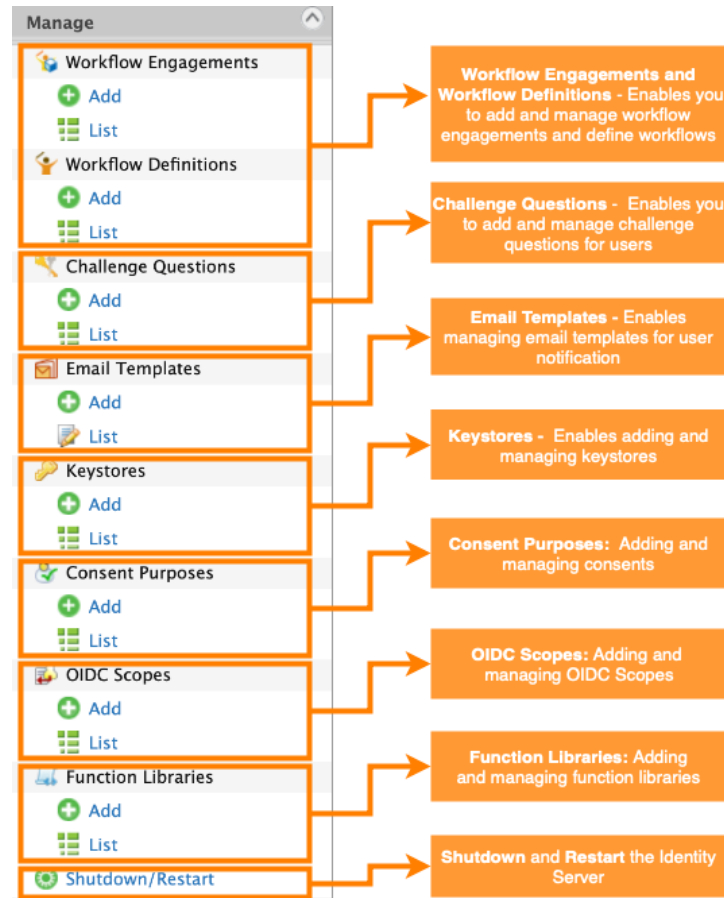 Manage
Workflow Engagements
Add
List
Workflow Definitions
Add
List
Challenge Questions
Add
List
Email Templates
Add
List
Keystores
Add
List
Consent Purposes
Add
List
OIDC Scopes
Add
List
Function Libraries
Add
List
Shutdown/Restart
Workflow Engagements and
Workflow Definitions - Enables you
to add and manage workflow
engagements and define workflows
Challenge Questions - Enables you
to add and manage challenge
questions for users
Email Templates - Enables
managing email templates for user
notification
Keystores - Enables adding and
managing keystores
Consent Purposes: Adding and
managing consents
OIDC Scopes: Adding and
managing OIDC Scopes
Function Libraries: Adding
and managing function libraries
Shutdown and Restart the Identity
Server